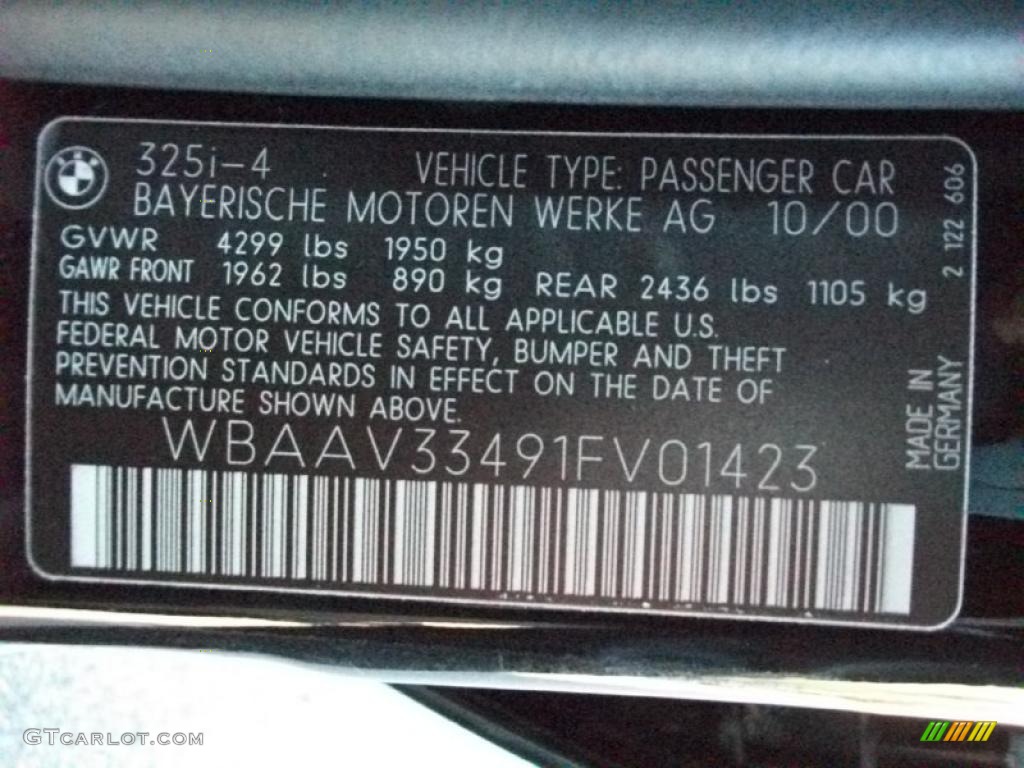 325i-4 VEHICLE TYPE: PASSENGER CAR
BAYERISCHE MOTOREN WERKE AG 10/00
GVWR 4299 lbs 1950 kg
GAWR FRONT 1962 lbs 890 kg REAR 2436 lbs 1105 kg
THIS VEHICLE CONFORMS TO ALL APPLICABLE U.S.
FEDERAL MOTOR VEHICLE SAFETY, BUMPER AND THEFT
PREVENTION STANDARDS IN EFFECT ON THE DATE OF
MANUFACTURE SHOWN ABOVE.
WBAAV33491FV01423
2 122 606
MADE IN
GERMANY
GTcarlot.com